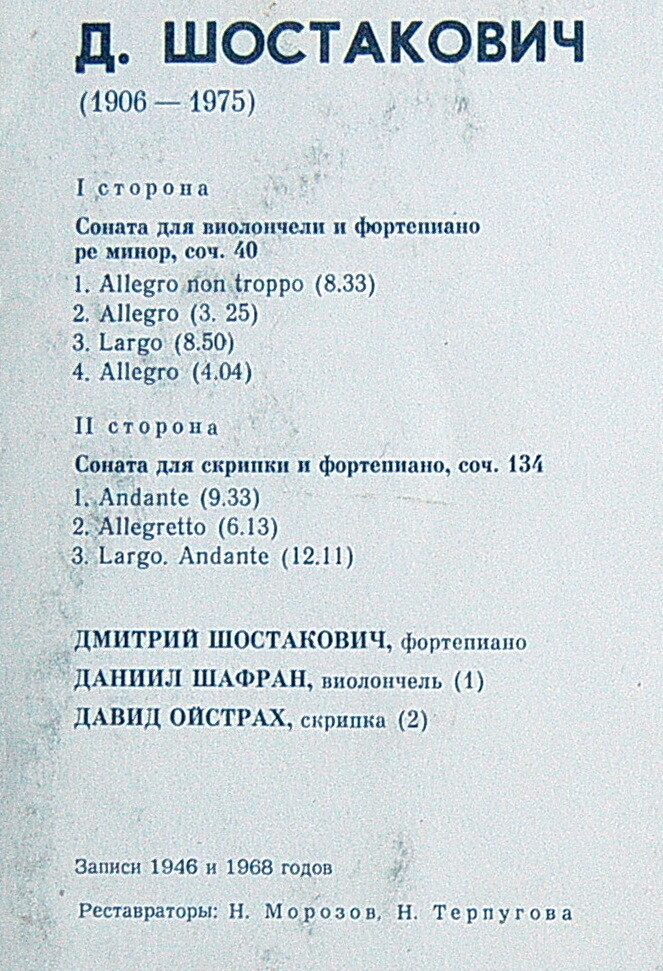 Д. ШОСТАКОВИЧ
(1906 — 1975)
I сторона
Соната для виолончели и фортепиано
ре минор, соч. 40
1. Allegro non troppo (8.33)
2. Allegro (3. 25)
3. Largo (8.50)
4. Allegro (4.04)
II сторона
Соната для скрипки и фортепиано, соч. 134
1. Andante (9.33)
2. Allegretto (6.13)
3. Largo. Andante (12.11)
ДМИТРИЙ ШОСТАКОВИЧ, фортепиано
ДАНИИЛ ШАФРАН, виолончель (1)
ДАВИД ОЙСТРАХ, скрипка (2)
Записи 1946 и 1968 годов
Реставраторы: Н. Морозов, Н. Терпугова